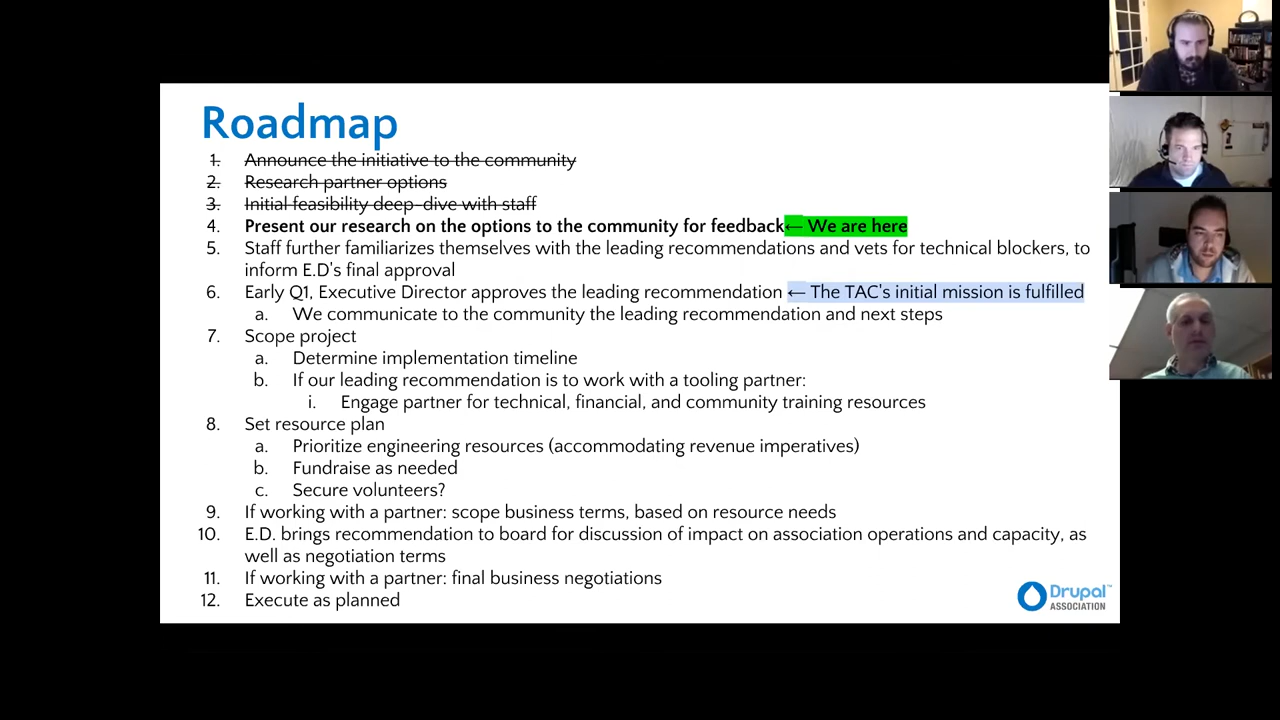 Roadmap
1. Announce the initiative to the community
2. Research partner options
3. Initial feasibility deep-dive with staff
4. Present our research on the options to the community for feedback← We are here
5. Staff further familiarizes themselves with the leading recommendations and vets for technical blockers, to
inform E.D's final approval
6. Early Q1, Executive Director approves the leading recommendation ← The TAC's initial mission is fulfilled
a. We communicate to the community the leading recommendation and next steps
7. Scope project
a. Determine implementation timeline
b. If our leading recommendation is to work with a tooling partner:
i. Engage partner for technical, financial, and community training resources
8. Set resource plan
a. Prioritize engineering resources (accommodating revenue imperatives)
b. Fundraise as needed
c. Secure volunteers?
9. If working with a partner: scope business terms, based on resource needs
10. E.D. brings recommendation to board for discussion of impact on association operations and capacity, as
well as negotiation terms
11. If working with a partner: final business negotiations
12. Execute as planned
Drupal™
ASSOCIATION